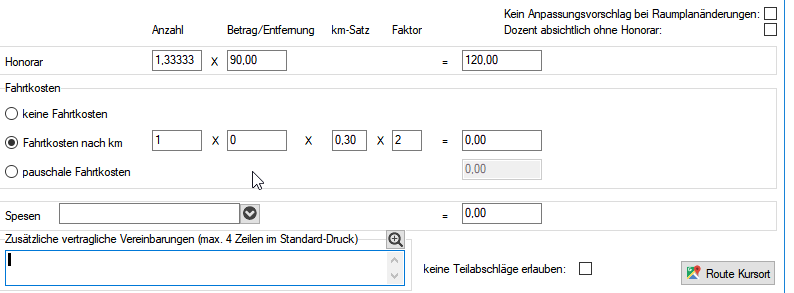 Kein Anpassungsvorschlag bei Raumplanänderungen:
Anzahl Betrag/Entfernung km-Satz Faktor Dozent absichtlich ohne Honorar:
Honorar 1,33333 X 90,00 = 120,00
Fahrtkosten
keine Fahrtkosten
Fahrtkosten nach km 1 X 0 X 0,30 X 2 = 0,00
pauschale Fahrtkosten 0,00
Spesen = 0,00
Zusätzliche vertragliche Vereinbarungen (max. 4 Zeilen im Standard-Druck)
keine Teilabschläge erlauben: Route Kursort